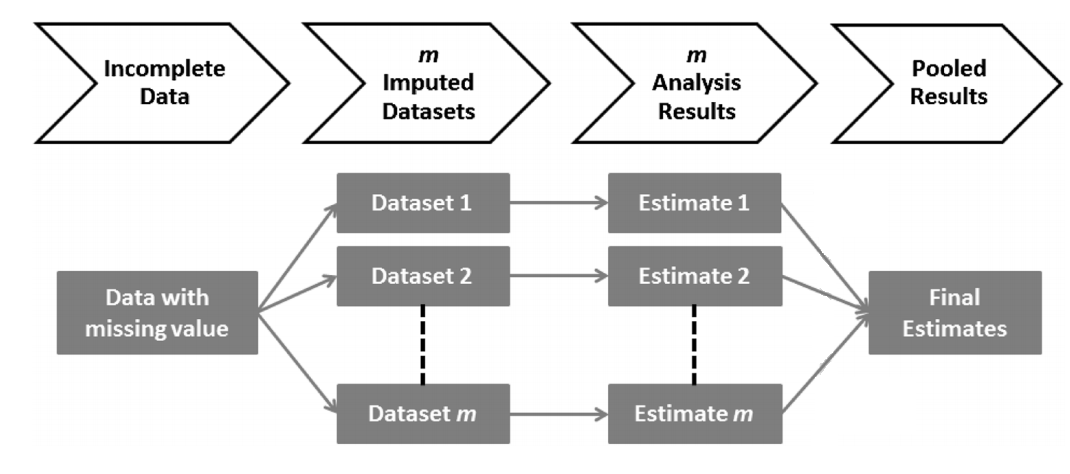 Incomplete
Data
m
Imputed
Datasets
m
Analysis
Results
Pooled
Results
Dataset 1
Estimate 1
Dataset 2
Estimate 2
Data with
missing value
Final
Estimates
Dataset m
Estimate m